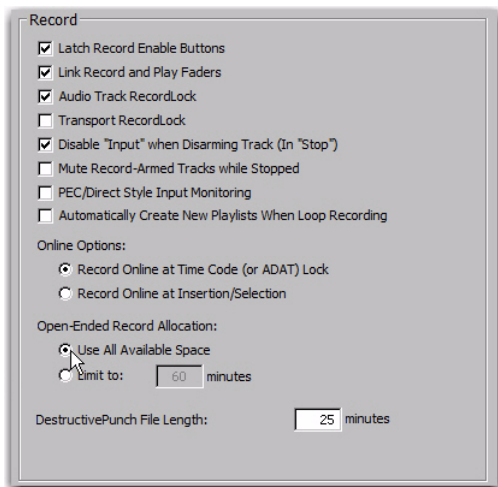 Record
Latch Record Enable Buttons
Link Record and Play Faders
Audio Track RecordLock
Transport RecordLock
Disable "Input" when Disarming Track (In "Stop")
Mute Record-Armed Tracks while Stopped
PEC/Direct Style Input Monitoring
Automatically Create New Playlists When Loop Recording
Online Options:
Record Online at Time Code (or ADAT) Lock
Record Online at Insertion/Selection
Open-Ended Record Allocation:
Use All Available Space
Limit to: 60 minutes
DestructivePunch File Length: 25 minutes